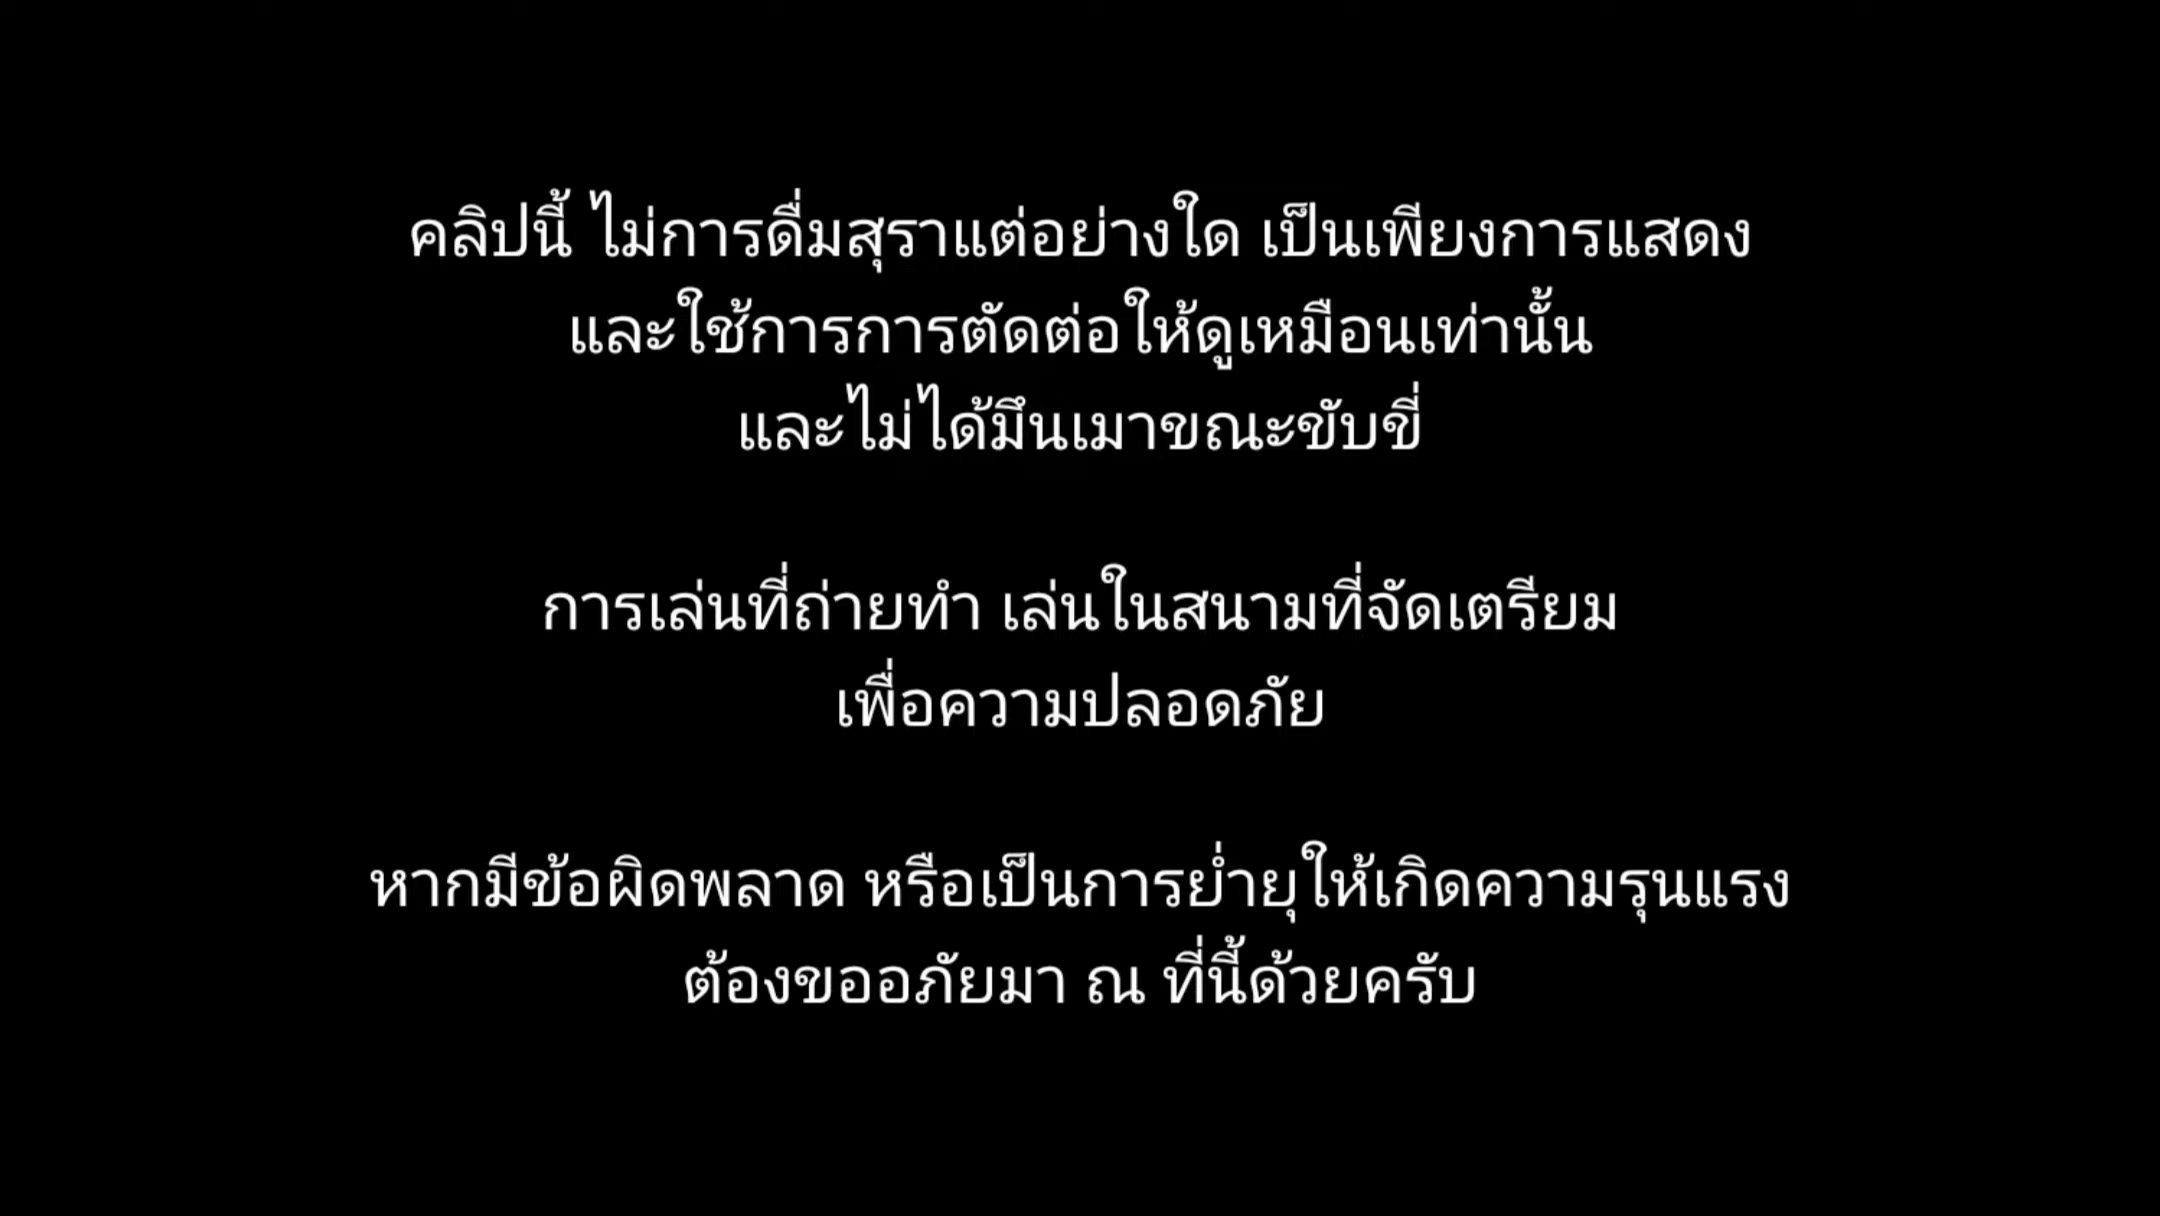 คลิปนี้ ไม่การดื่มสุราแต่อย่างใด เป็นเพียงการแสดง
และใช้การการตัดต่อให้ดูเหมือนเท่านั้น
และไม่ได้มึนเมาขณะขับขี่
การเล่นที่ถ่ายทำ เล่นในสนามที่จัดเตรียม
เพื่อความปลอดภัย
หากมีข้อผิดพลาด หรือเป็นการย่ำยุให้เกิดความรุนแรง
ต้องขออภัยมา ณ ที่นี้ด้วยครับ